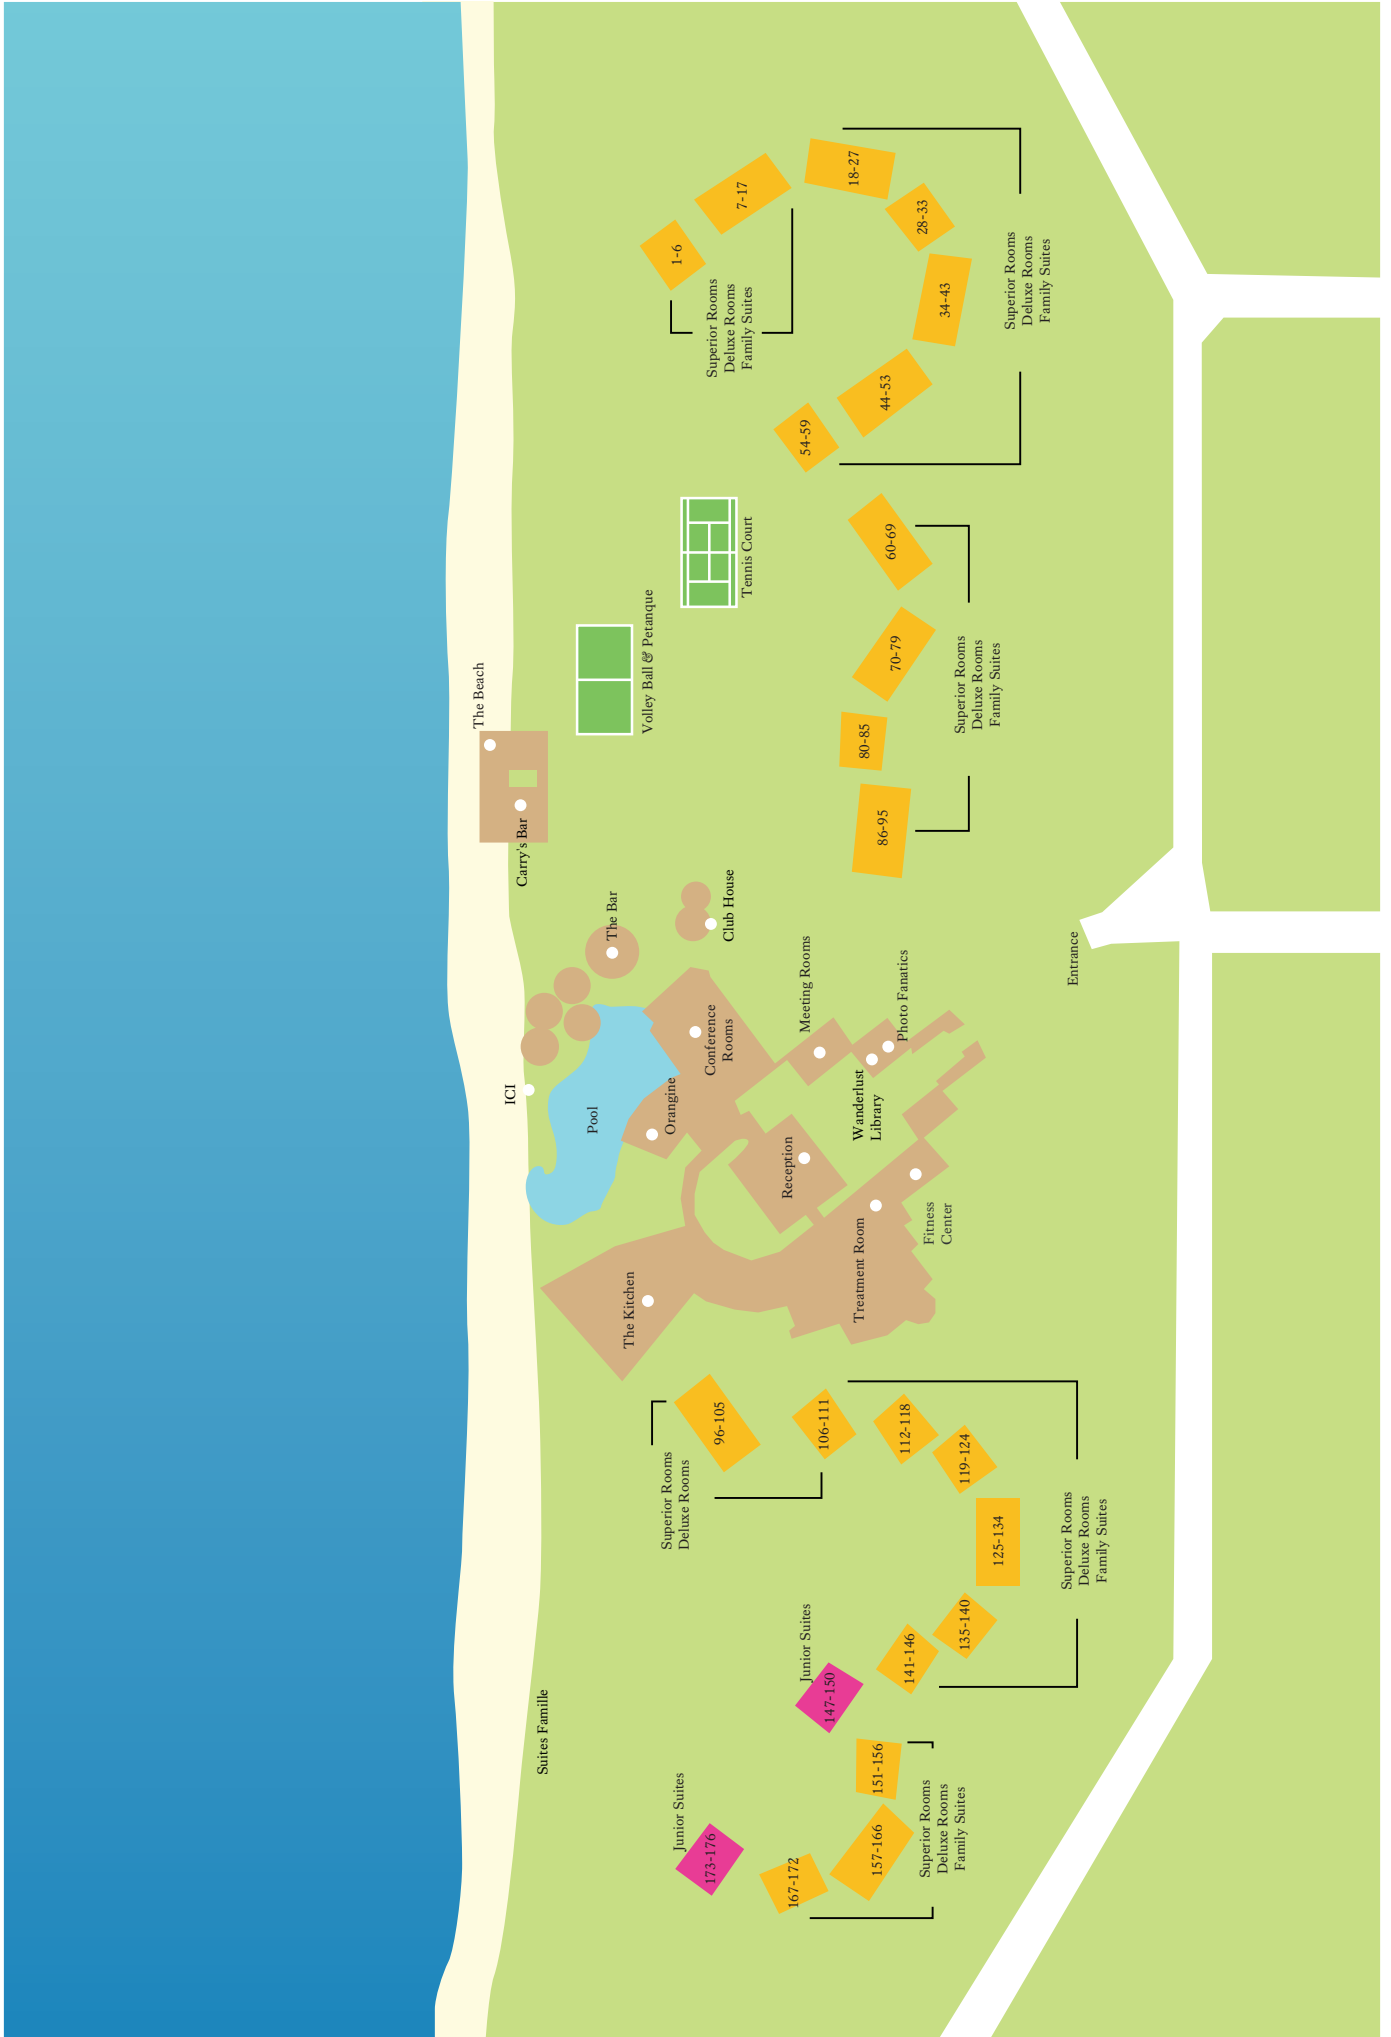 1-6
7-17
18-27
28-33
34-43
44-53
54-59
Superior Rooms
Deluxe Rooms
Family Suites
Superior Rooms
Deluxe Rooms
Family Suites
Tennis Court
Volley Ball & Petanque
The Beach
Carry's Bar
60-69
70-79
80-85
86-95
Superior Rooms
Deluxe Rooms
Family Suites
The Bar
Club House
Entrance
Meeting Rooms
Photo Fanatics
Conference
Rooms
Wanderlust
Library
ICI
Pool
Orangine
Reception
Fitness
Center
Treatment Room
The Kitchen
96-105
106-111
112-118
119-124
125-134
135-140
141-146
Superior Rooms
Deluxe Rooms
Superior Rooms
Deluxe Rooms
Family Suites
Junior Suites
147-150
Suites Famille
151-156
157-166
167-172
Superior Rooms
Deluxe Rooms
Family Suites
Junior Suites
173-176